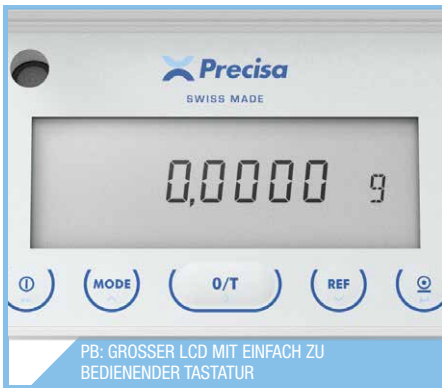 Precisa
SWISS MADE
0,0000 g
MODE
0/T
REF
PB: GROSSER LCD MIT EINFACH ZU
BEDIENENDER TASTATUR